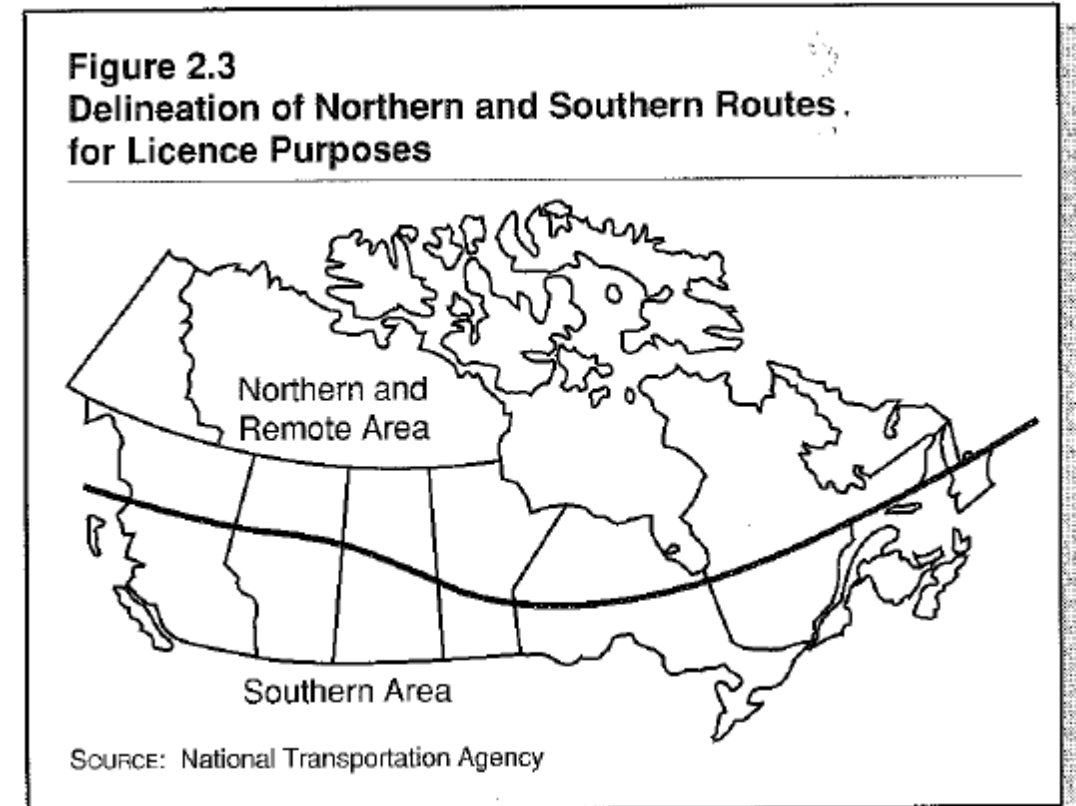 Figure 2.3
Delineation of Northern and Southern Routes.
for Licence Purposes
Northern and
Remote Area
Southern Area
SOURCE: National Transportation Agency